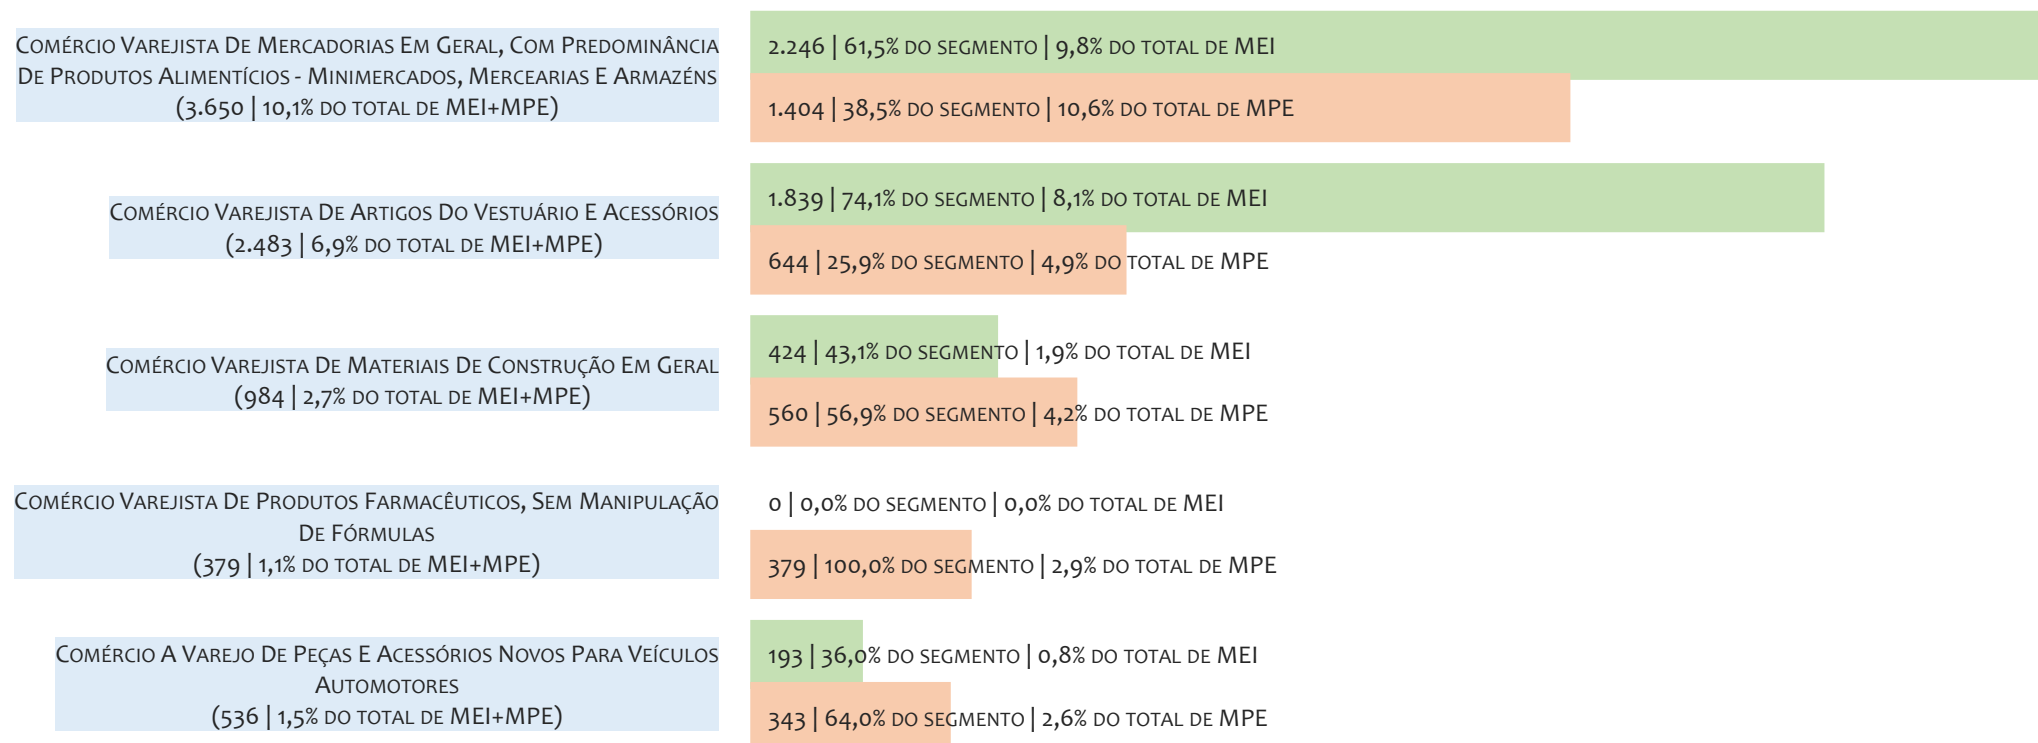 Comércio Varejista De Mercadorias Em Geral, Com Predominância
De Produtos Alimentícios - Minimercados, Mercearias E Armazéns
(3.650 | 10,1% do total de MEI+MPE)
2.246 | 61,5% do segmento | 9,8% do total de MEI
1.404 | 38,5% do segmento | 10,6% do total de MPE
Comércio Varejista De Artigos Do Vestuário E Acessórios
(2.483 | 6,9% do total de MEI+MPE)
1.839 | 74,1% do segmento | 8,1% do total de MEI
644 | 25,9% do segmento | 4,9% do total de MPE
Comércio Varejista De Materiais De Construção Em Geral
(984 | 2,7% do total de MEI+MPE)
424 | 43,1% do segmento | 1,9% do total de MEI
560 | 56,9% do segmento | 4,2% do total de MPE
Comércio Varejista De Produtos Farmacêuticos, Sem Manipulação
De Fórmulas
(379 | 1,1% do total de MEI+MPE)
0 | 0,0% do segmento | 0,0% do total de MEI
379 | 100,0% do segmento | 2,9% do total de MPE
Comércio A Varejo De Peças E Acessórios Novos Para Veículos
Automotores
(536 | 1,5% do total de MEI+MPE)
193 | 36,0% do segmento | 0,8% do total de MEI
343 | 64,0% do segmento | 2,6% do total de MPE